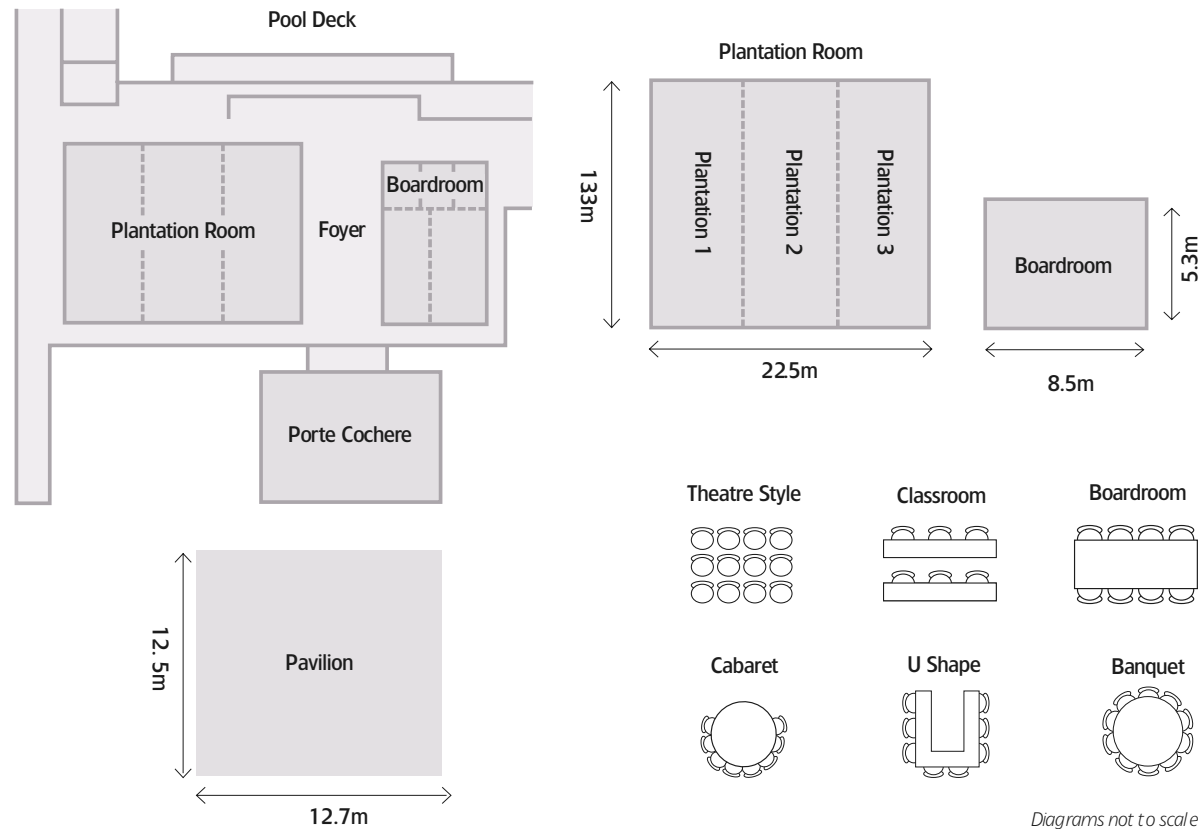 Pool Deck
Boardroom
Plantation Room
Foyer
Porte Cochere
Plantation Room
133m
Plantation 1
Plantation 2
Plantation 3
225m
Boardroom
5.3m
8.5m
12. 5m
Pavilion
12.7m
Theatre Style
Classroom
Boardroom
Cabaret
U Shape
Banquet
Diagrams not to scale